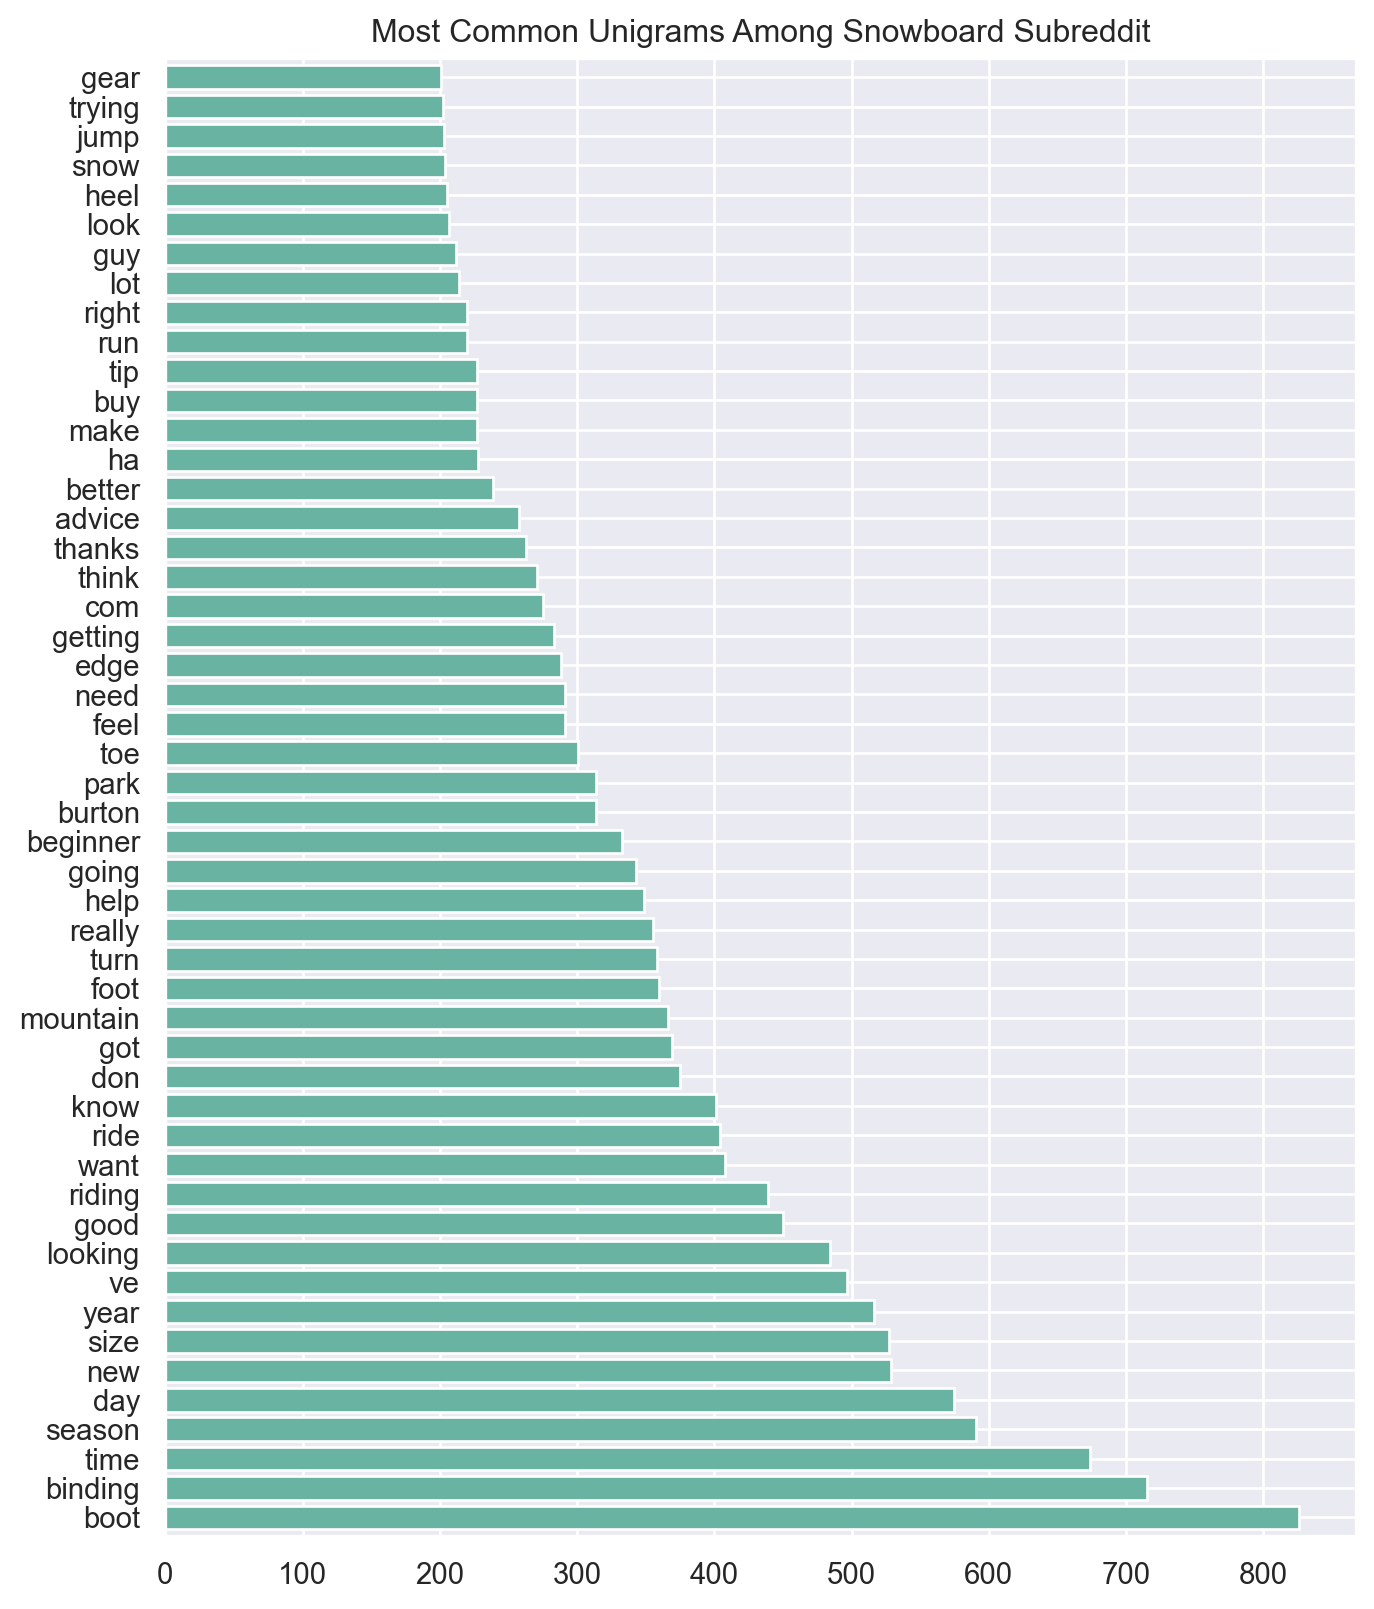 Most Common Unigrams Among Snowboard Subreddit
gear
trying
jump
snow
heel
look
guy
lot
right
run
tip
buy
make
ha
better
advice
thanks
think
com
getting
edge
need
feel
toe
park
burton
beginner
going
help
really
turn
foot
mountain
got
don
know
ride
want
riding
good
looking
ve
year
size
new
day
season
time
binding
boot
0 100 200 300 400 500 600 700 800